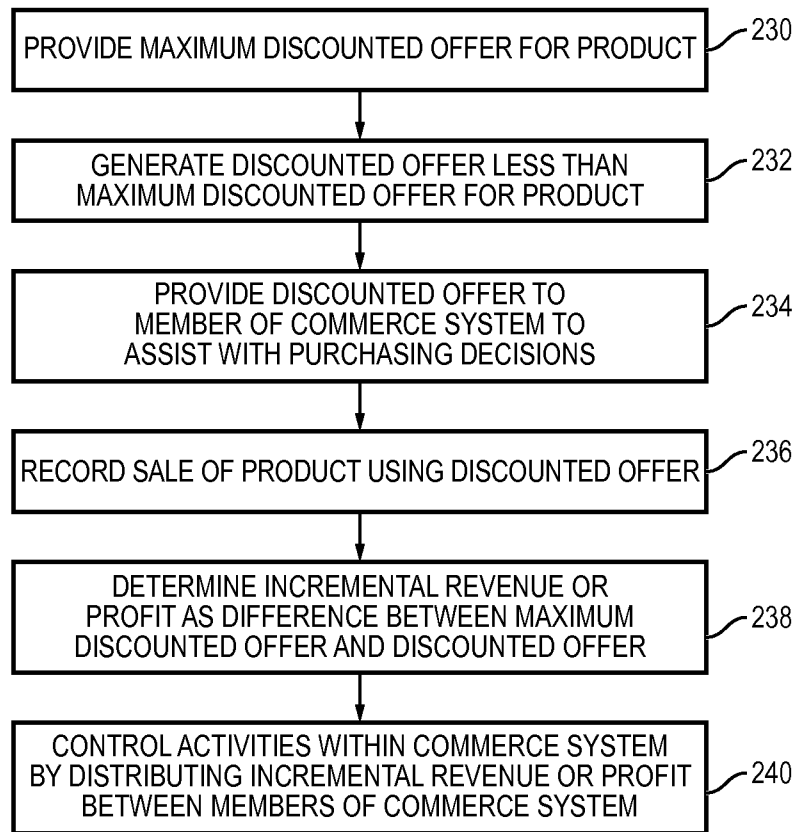 PROVIDE MAXIMUM DISCOUNTED OFFER FOR PRODUCT
230
GENERATE DISCOUNTED OFFER LESS THAN
MAXIMUM DISCOUNTED OFFER FOR PRODUCT
232
PROVIDE DISCOUNTED OFFER TO
MEMBER OF COMMERCE SYSTEM TO
ASSIST WITH PURCHASING DECISIONS
234
RECORD SALE OF PRODUCT USING DISCOUNTED OFFER
236
DETERMINE INCREMENTAL REVENUE OR
PROFIT AS DIFFERENCE BETWEEN MAXIMUM
DISCOUNTED OFFER AND DISCOUNTED OFFER
238
CONTROL ACTIVITIES WITHIN COMMERCE SYSTEM
BY DISTRIBUTING INCREMENTAL REVENUE OR PROFIT
BETWEEN MEMBERS OF COMMERCE SYSTEM
240